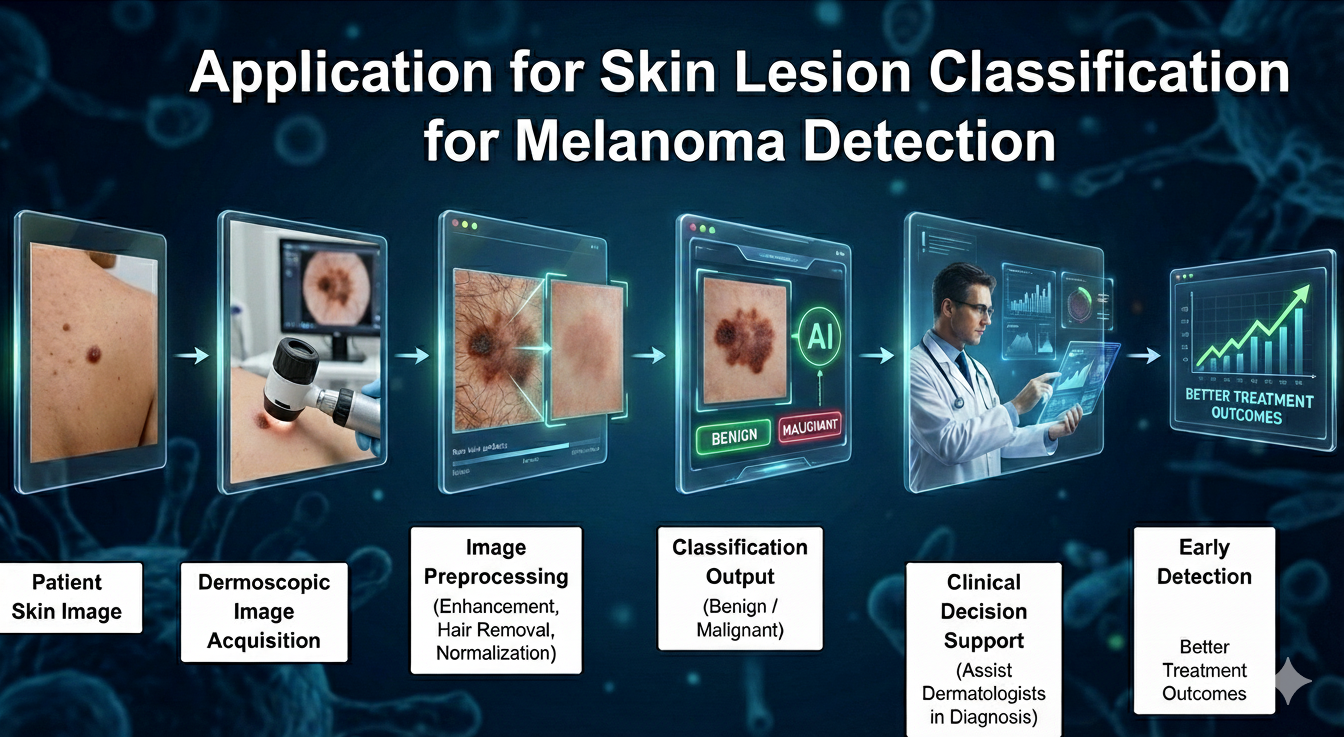 Application for Skin Lesion Classification
for Melanoma Detection
AI
BENIGN
MAUGHANT
BETTER TREATMENT
OUTCOMES
Patient
Skin Image
Dermoscopic
Image
Acquisition
Image
Preprocessing
(Enhancement,
Hair Removal,
Normalization)
Classification
Output
(Benign /
Malignant)
Clinical
Decision
Support
(Assist
Dermatologists
in Diagnosis)
Early
Detection
Better
Treatment
Outcomes